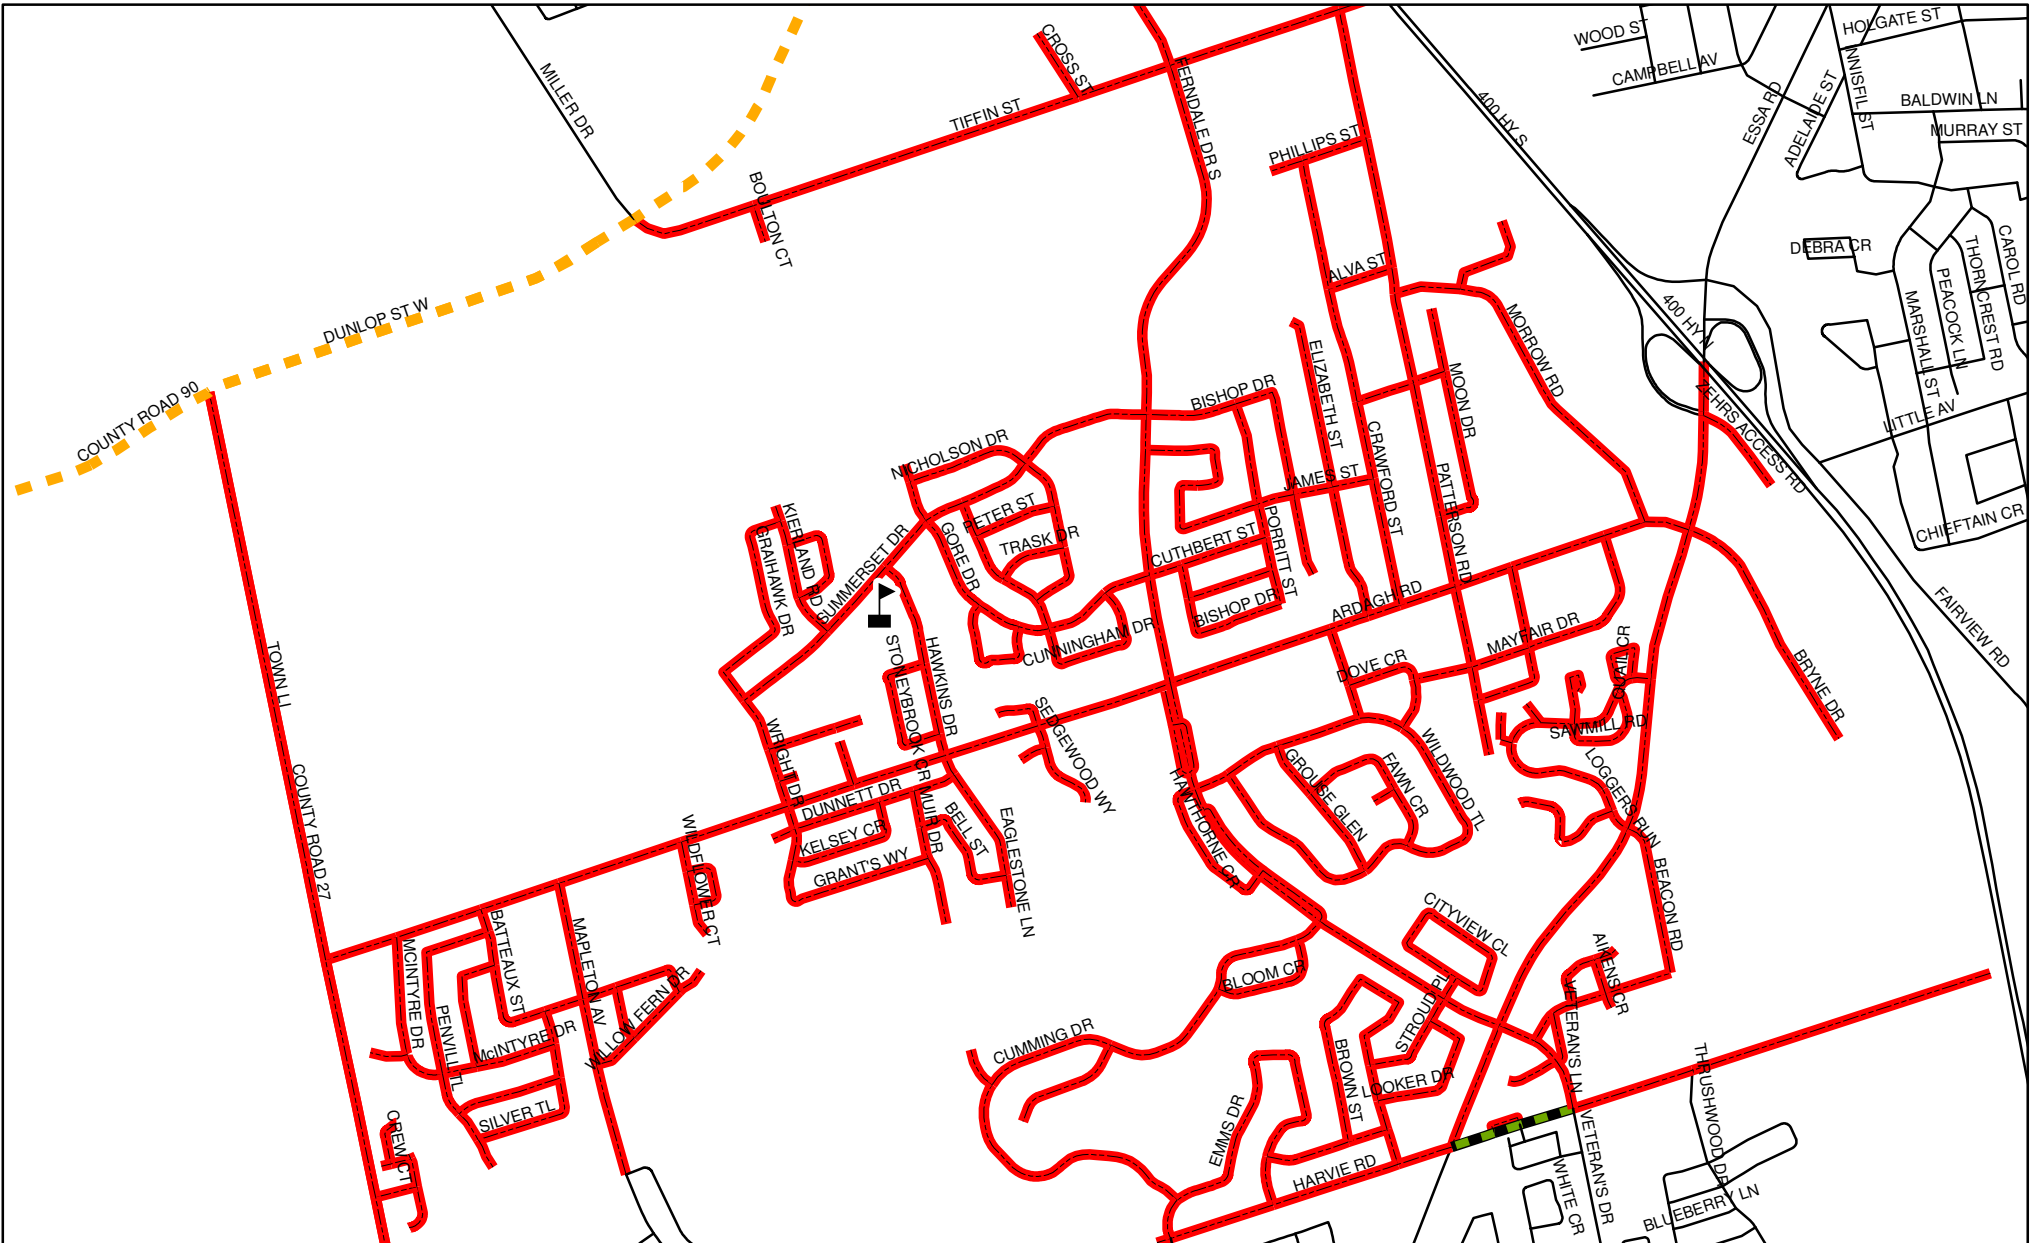 HOLGATE ST
WOOD ST
CROSS ST
CAMPBELL AV
INNISFIL ST
MILLER DR
FERNDALE DR S
ESSA RD
ADELAIDE ST
400 HY S
BALDWIN LN
TIFFIN ST
MURRAY ST
PHILLIPS ST
BOULTON CT
DEBRA CR
CAROL RD
THORNCREST RD
ALVA ST
PEACOCK LN
MARSHALL ST
DUNLOP ST W
400 HY N
MORROW RD
ELIZABETH ST
MOON DR
BISHOP DR
COUNTY ROAD 90
ZEHRS ACCESS RD
LITTLE AV
CRAWFORD ST
NICHOLSON DR
JAMES ST
PATTERSON RD
KIERLAND RD
PETER ST
PORRITT ST
CHIEFTAIN CR
GRAIHAWK DR
SUMMERSET DR
GORE DR
TRASK DR
CUTHBERT ST
ARDAGH RD
BISHOP DR
FAIRVIEW RD
MAYFAIR DR
CUNNINGHAM DR
QUAIL CR
STONEYBROOK CR
HAWKINS DR
TOWN LI
DOVE CR
BRYNE DR
SEDGEWOOD WY
WRIGHT DR
SAWMILL RD
WILDWOOD TL
GROUSE GLEN
FAWN CR
LOGGERS RUN
COUNTY ROAD 27
HAWTHORNE CR
DUNNETT DR
MUIR DR
BELL ST
EAGLESTONE LN
WILDFLOWER CT
KELSEY CR
GRANT'S WY
BEACON RD
CITYVIEW CL
BATTEAUX ST
MAPLETON AV
AIKENS CR
MCINTYRE DR
BLOOM CR
WILLOW FERN DR
STROUD PL
VETERAN'S LN
PENVILL TL
McINTYRE DR
CUMMING DR
BROWN ST
LOOKER DR
THRUSHWOOD DR
EMMS DR
SILVER TL
CREW CT
VETERAN'S DR
HARVIE RD
WHITE CR
BLUEBERRY LN